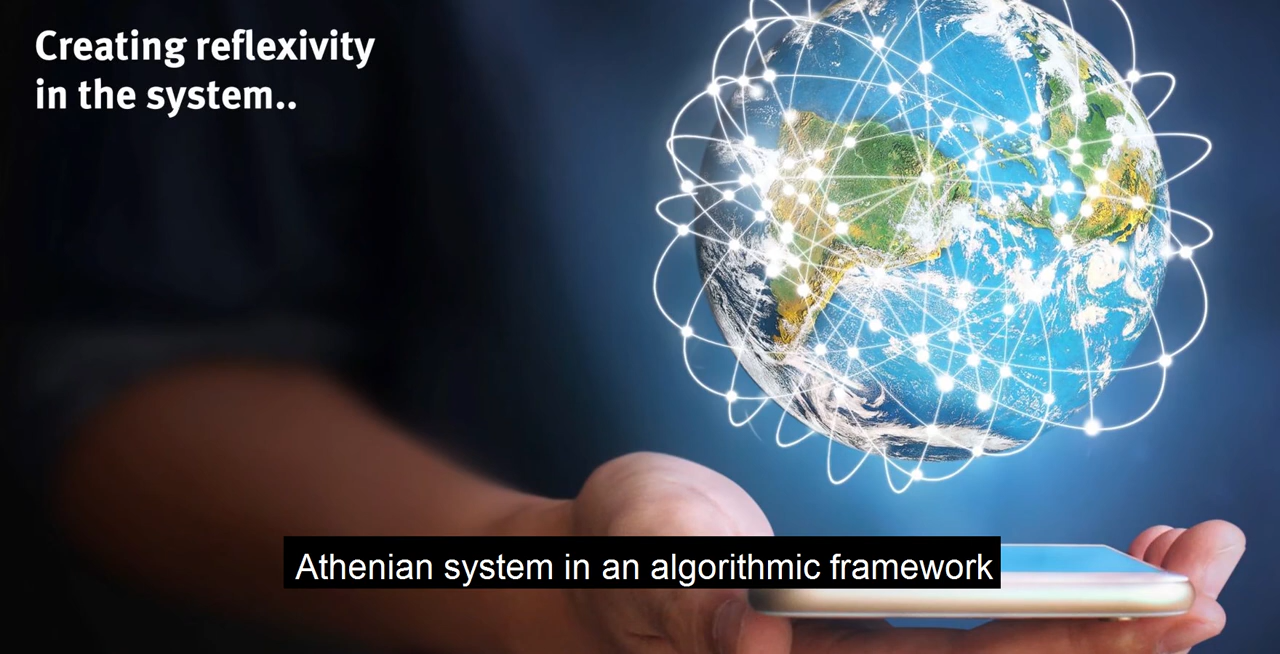 Creating reflexivity
in the system..
Athenian system in an algorithmic framework